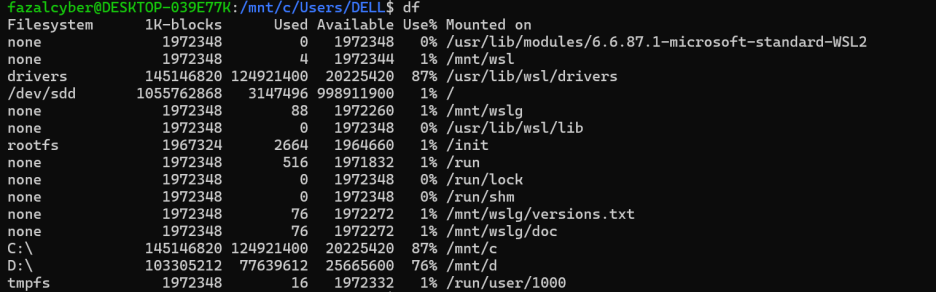 fazalcyber@DESKTOP-039E77K:/mnt/c/Users/DELL$ df
Filesystem     1K-blocks      Used Available Use% Mounted on
none             1972348         0   1972348   0% /usr/lib/modules/6.6.87.1-microsoft-standard-WSL2
none             1972348         4   1972344   1% /mnt/wsl
drivers        145146820 124921400  20225420  87% /usr/lib/wsl/drivers
/dev/sdd      1055762868   3147496 998911900   1% /
none             1972348        88   1972260   1% /mnt/wslg
none             1972348         0   1972348   0% /usr/lib/wsl/lib
rootfs           1967324      2664   1964660   1% /init
none             1972348       516   1971832   1% /run
none             1972348         0   1972348   0% /run/lock
none             1972348         0   1972348   0% /run/shm
none             1972348        76   1972272   1% /mnt/wslg/versions.txt
none             1972348        76   1972272   1% /mnt/wslg/doc
C:\            145146820 124921400  20225420  87% /mnt/c
D:\            103305212  77639612  25665600  76% /mnt/d
tmpfs            1972348        16   1972332   1% /run/user/1000